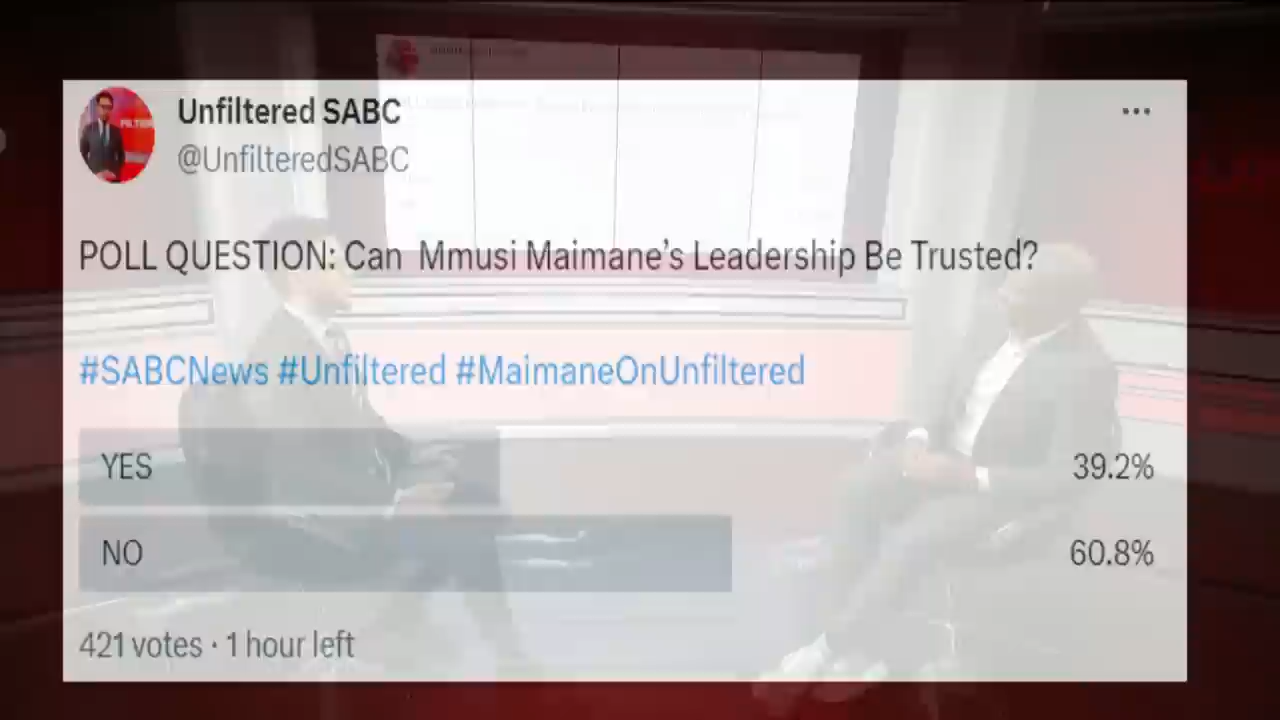 Unfiltered SABC
@UnfilteredSABC
POLL QUESTION: Can Mmusi Maimane’s Leadership Be Trusted?
#SABCNews #Unfiltered #MaimaneOnUnfiltered
YES 39.2%
NO 60.8%
421 votes · 1 hour left